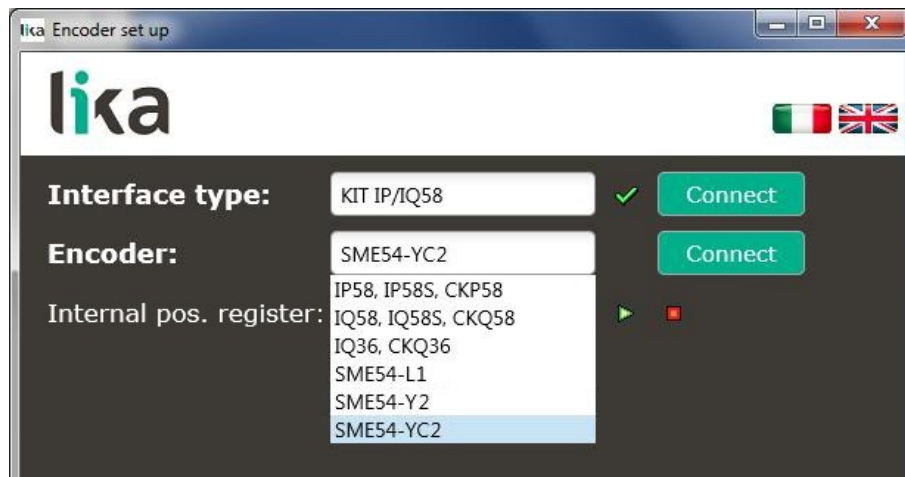 lika Encoder set up
lika
Interface type: KIT IP/IQ58 Connect
Encoder: SME54-YC2 Connect
IP58, IP58S, CKP58
Internal pos. register: IQ58, IQ58S, CKQ58
IQ36, CKQ36
SME54-L1
SME54-Y2
SME54-YC2